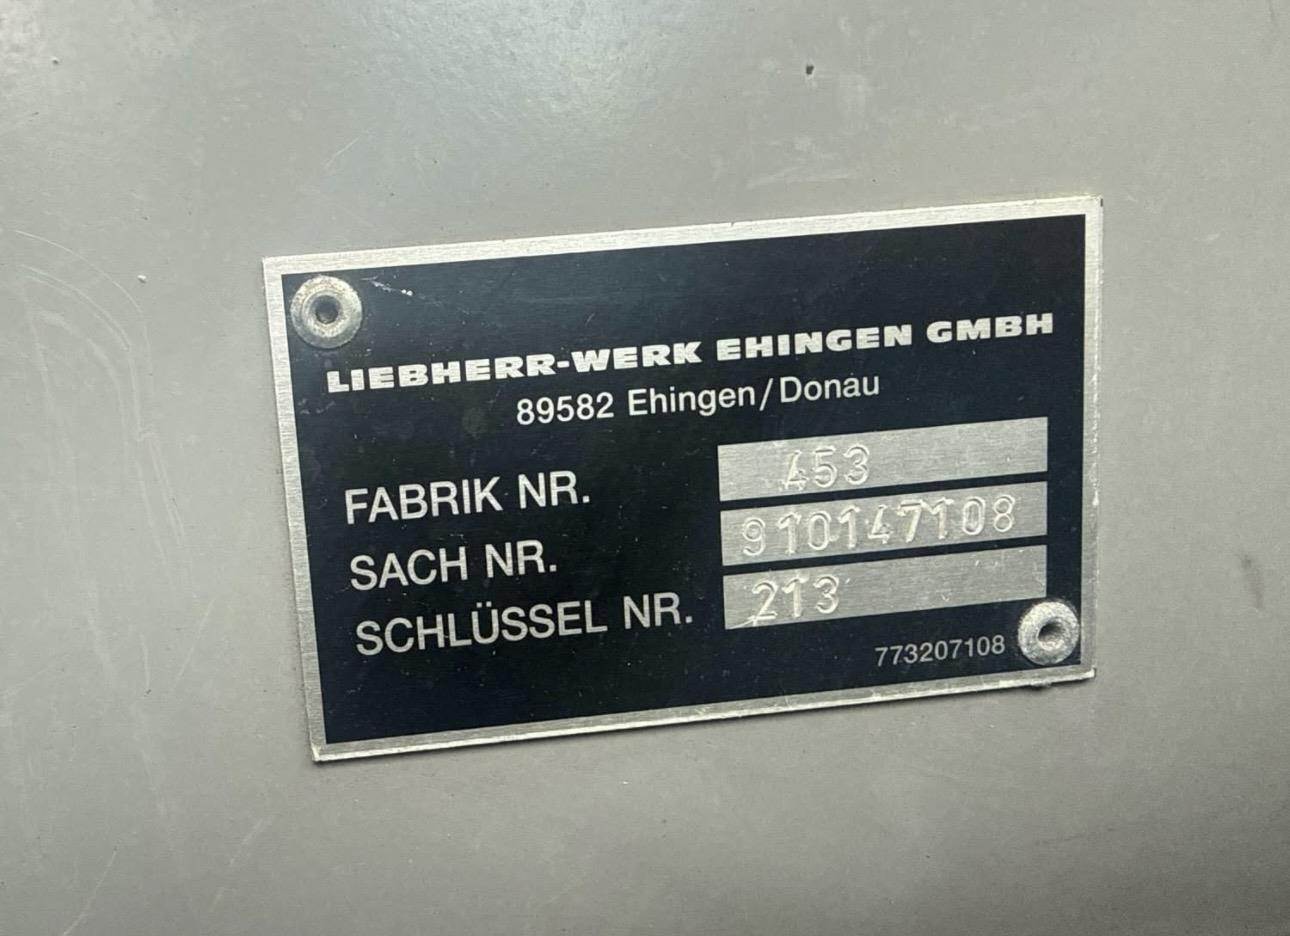 LIEBHERR-WERK EHINGEN GMBH
89582 Ehingen/Donau
FABRIK NR. 453
SACH NR. 910147108
SCHLÜSSEL NR. 213
773207108